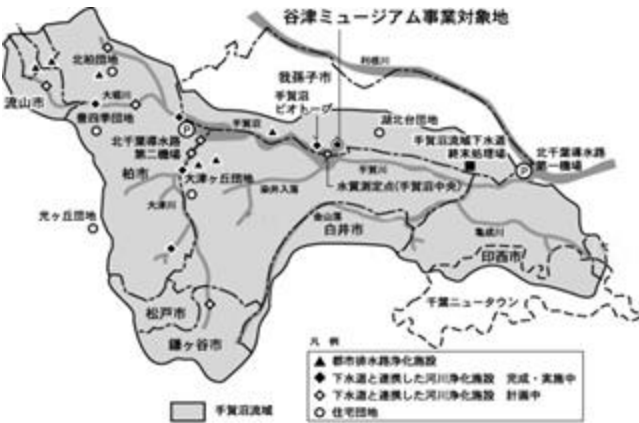 谷津ミュージアム事業対象地
利根川
北柏団地
我孫子市
手賀沼
ビオトープ
大堀川
流山市
豊四季団地
手賀沼
湖北台団地
手賀沼流域下水道
終末処理場
北千葉導水路
第一機場
北千葉導水路
第二機場
P
P
手賀川
柏市
大津ヶ丘団地
染井入落
水質測定点(手賀沼中央)
光ヶ丘団地
大津川
金山落
白井市
亀成川
印西市
千葉ニュータウン
松戸市
鎌ヶ谷市
凡 例
▲ 都市排水路浄化施設
◆ 下水道と連携した河川浄化施設 完成・実施中
◇ 下水道と連携した河川浄化施設 計画中
○ 住宅団地
手賀沼流域